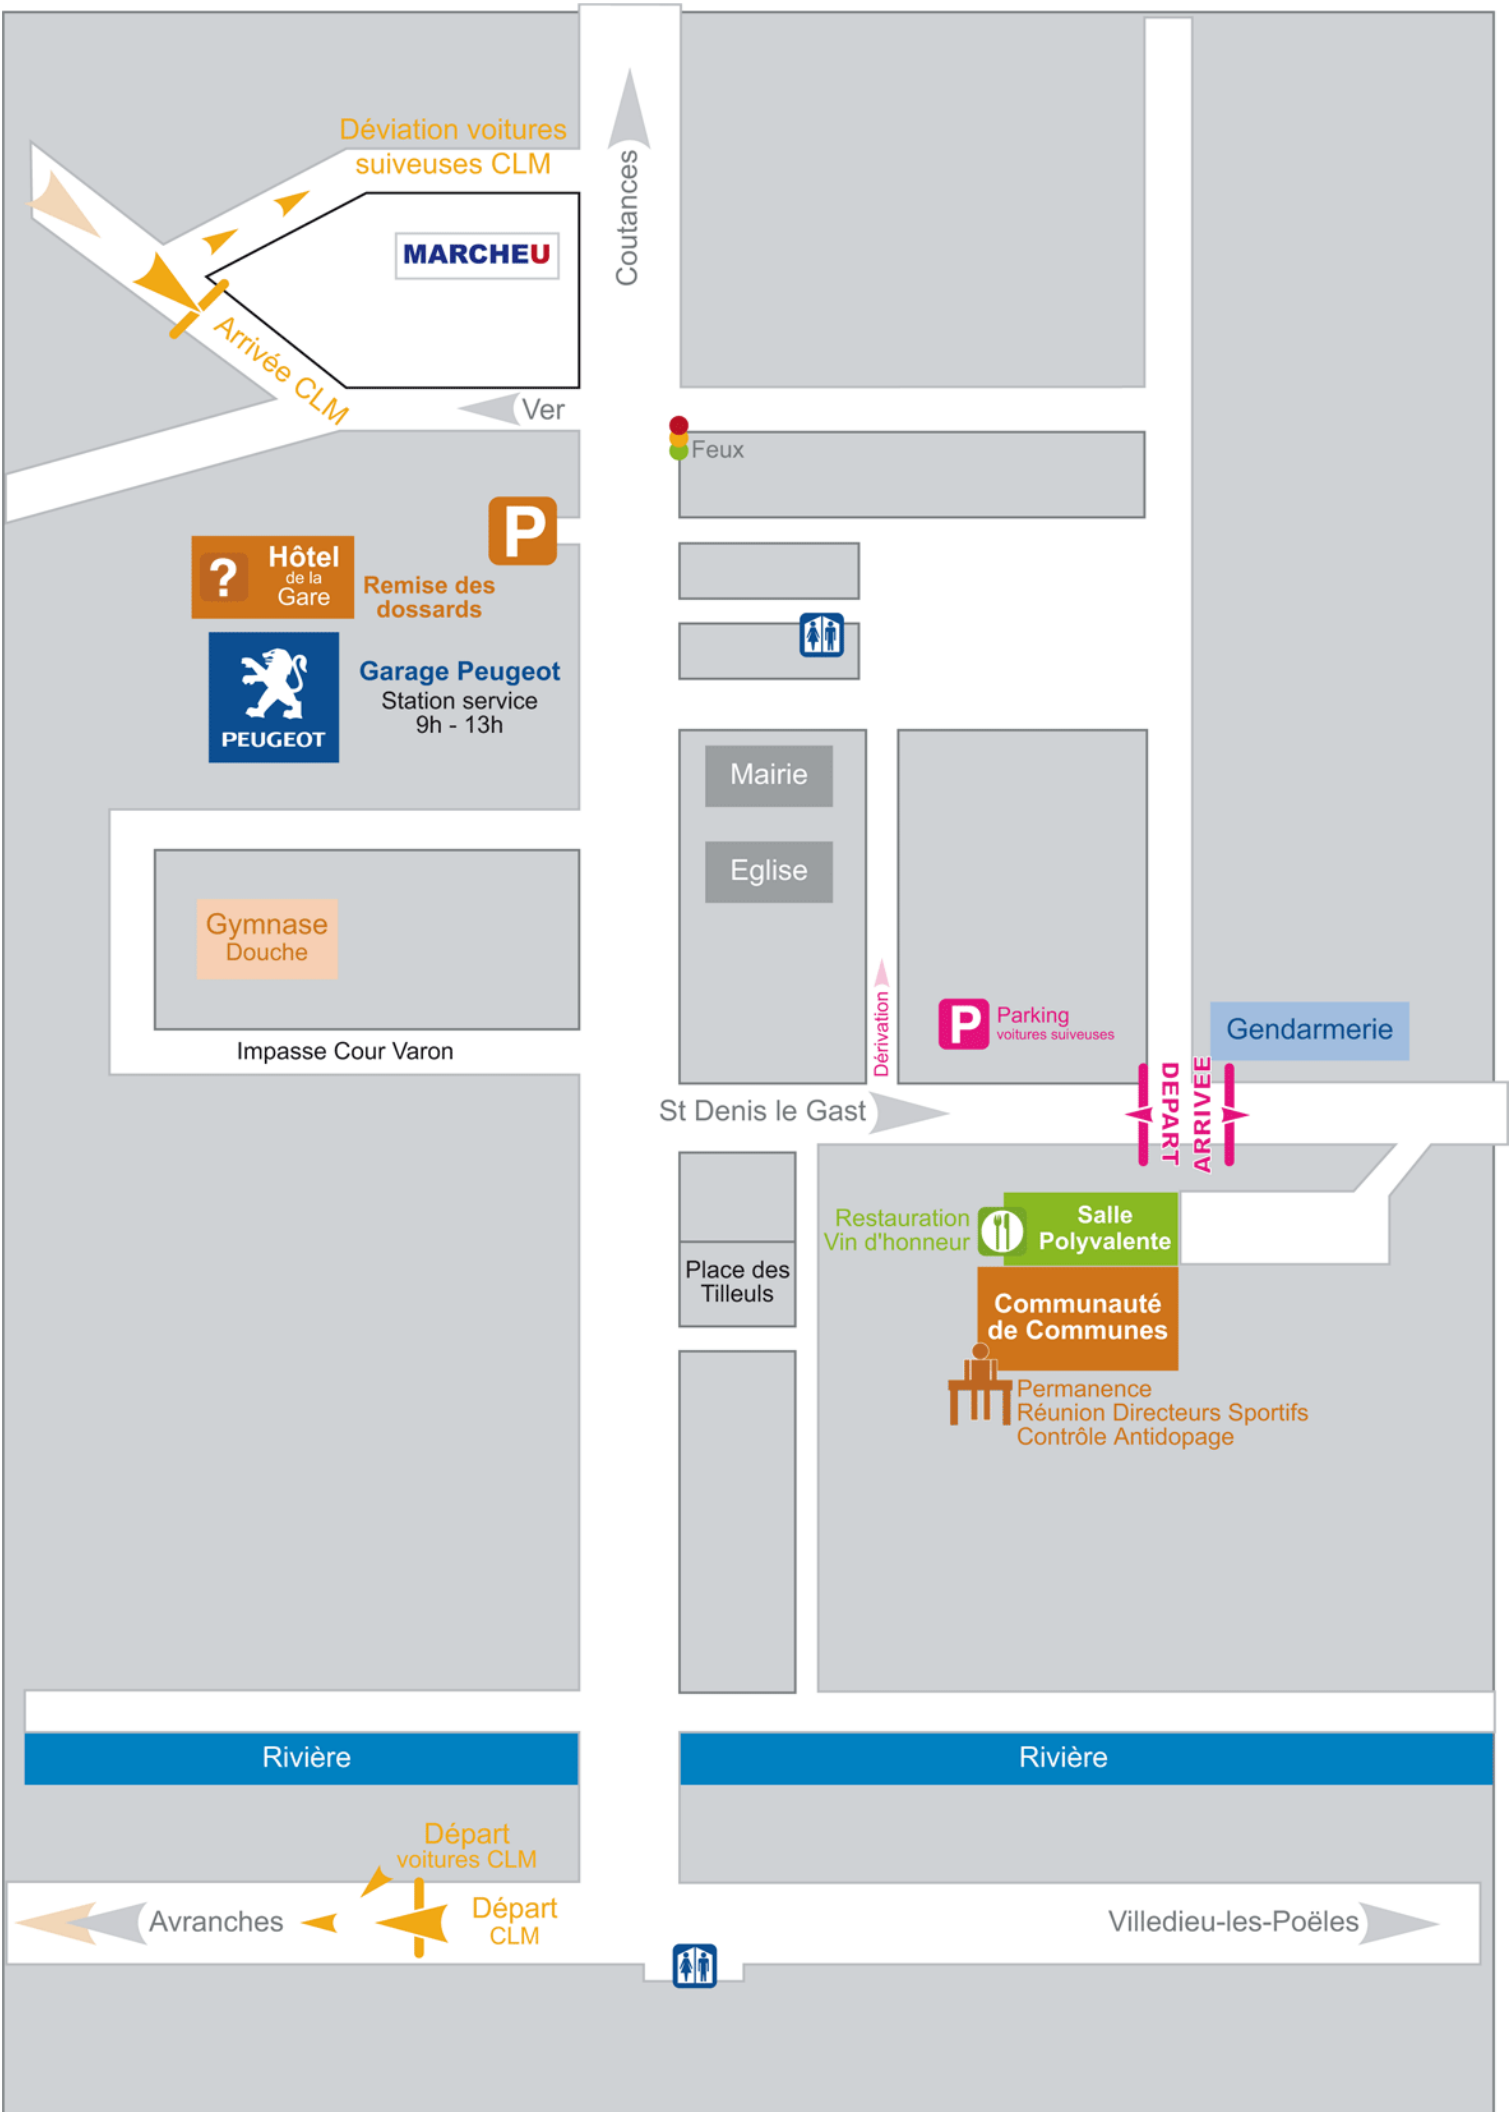 Déviation voitures
suiveuses CLM
Coutances
MARCHEU
Arrivée CLM
Ver
Feux
P
?
Hôtel
de la
Gare
Remise des
dossards
PEUGEOT
Garage Peugeot
Station service
9h - 13h
Mairie
Eglise
Gymnase
Douche
Impasse Cour Varon
Dérivation
P
Parking
voitures suiveuses
Gendarmerie
St Denis le Gast
DEPART
ARRIVEE
Restauration
Vin d'honneur
Salle
Polyvalente
Place des
Tilleuls
Communauté
de Communes
Permanence
Réunion Directeurs Sportifs
Contrôle Antidopage
Rivière
Rivière
Départ
voitures CLM
Avranches
Départ
CLM
Villedieu-les-Poëles